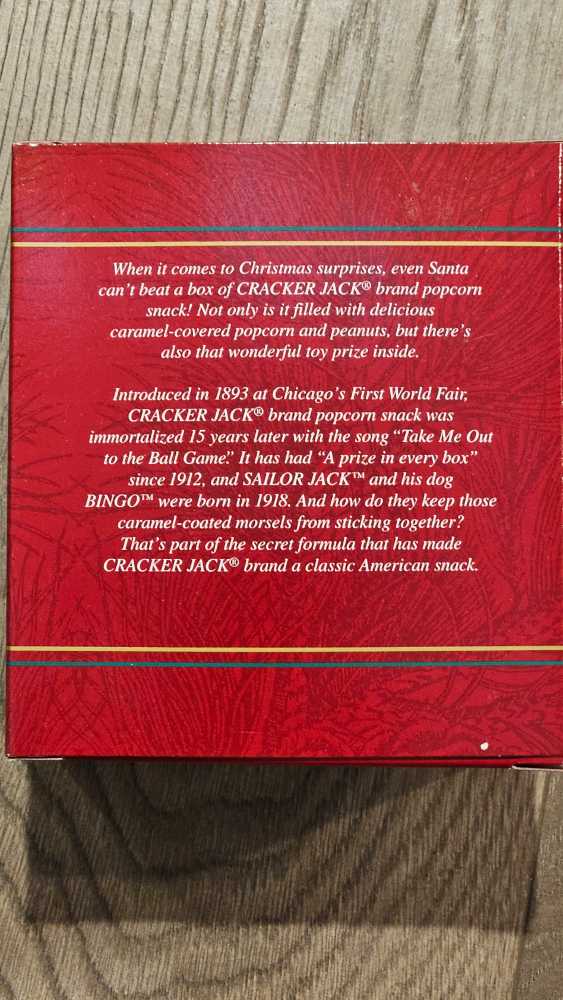 When it comes to Christmas surprises, even Santa
can't beat a box of CRACKER JACK® brand popcorn
snack! Not only is it filled with delicious
caramel-covered popcorn and peanuts, but there's
also that wonderful toy prize inside.
Introduced in 1893 at Chicago's First World Fair,
CRACKER JACK® brand popcorn snack was
immortalized 15 years later with the song “Take Me Out
to the Ball Game.” It has had “A prize in every box”
since 1912, and SAILOR JACK™ and his dog
BINGO™ were born in 1918. And how do they keep those
caramel-coated morsels from sticking together?
That's part of the secret formula that has made
CRACKER JACK® brand a classic American snack.